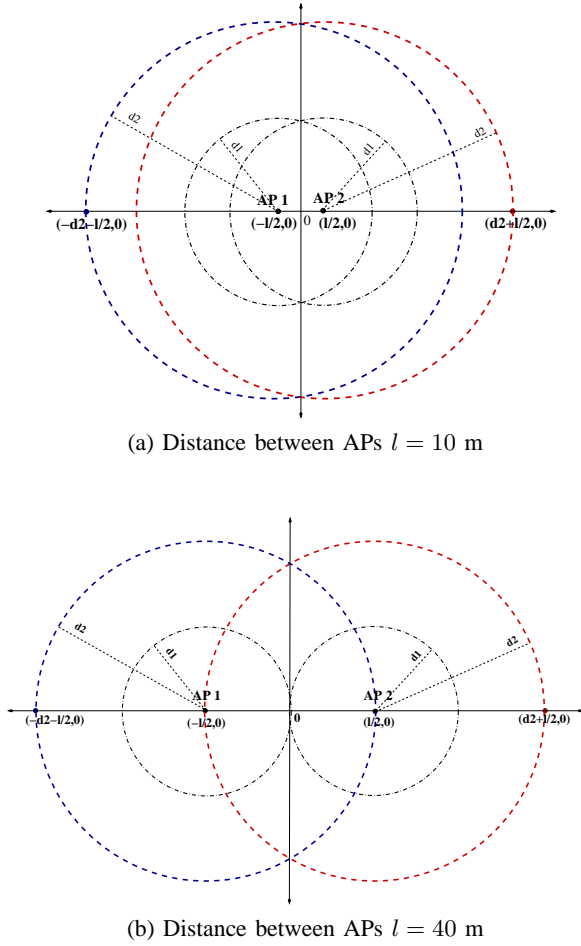 d2
d2
d1
d1
AP 1
AP 2
(−d2−l/2,0)
(−l/2,0)
0
(l/2,0)
(d2+l/2,0)
(a) Distance between APs l = 10 m
d2
d2
d1
d1
AP 1
AP 2
(−d2−l/2,0)
(−l/2,0)
0
(l/2,0)
(d2+l/2,0)
(b) Distance between APs l = 40 m